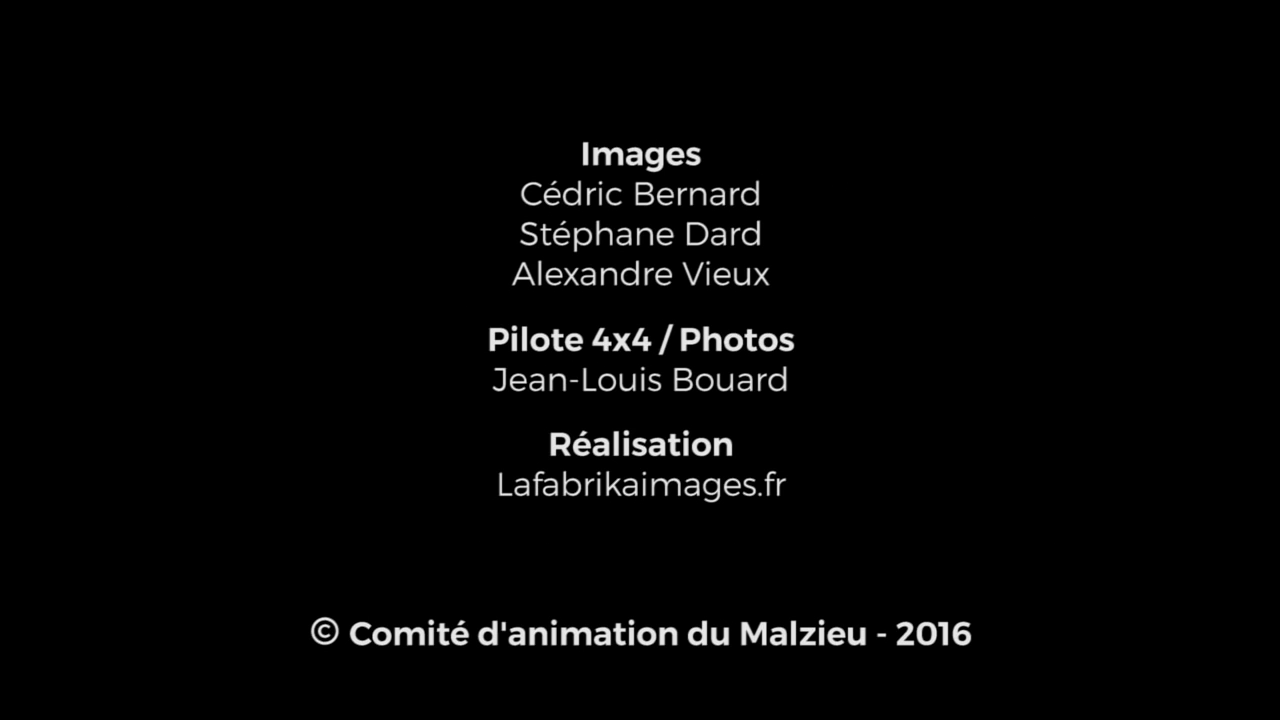 Images
Cédric Bernard
Stéphane Dard
Alexandre Vieux
Pilote 4x4 / Photos
Jean-Louis Bouard
Réalisation
Lafabrikaimages.fr
© Comité d'animation du Malzieu - 2016